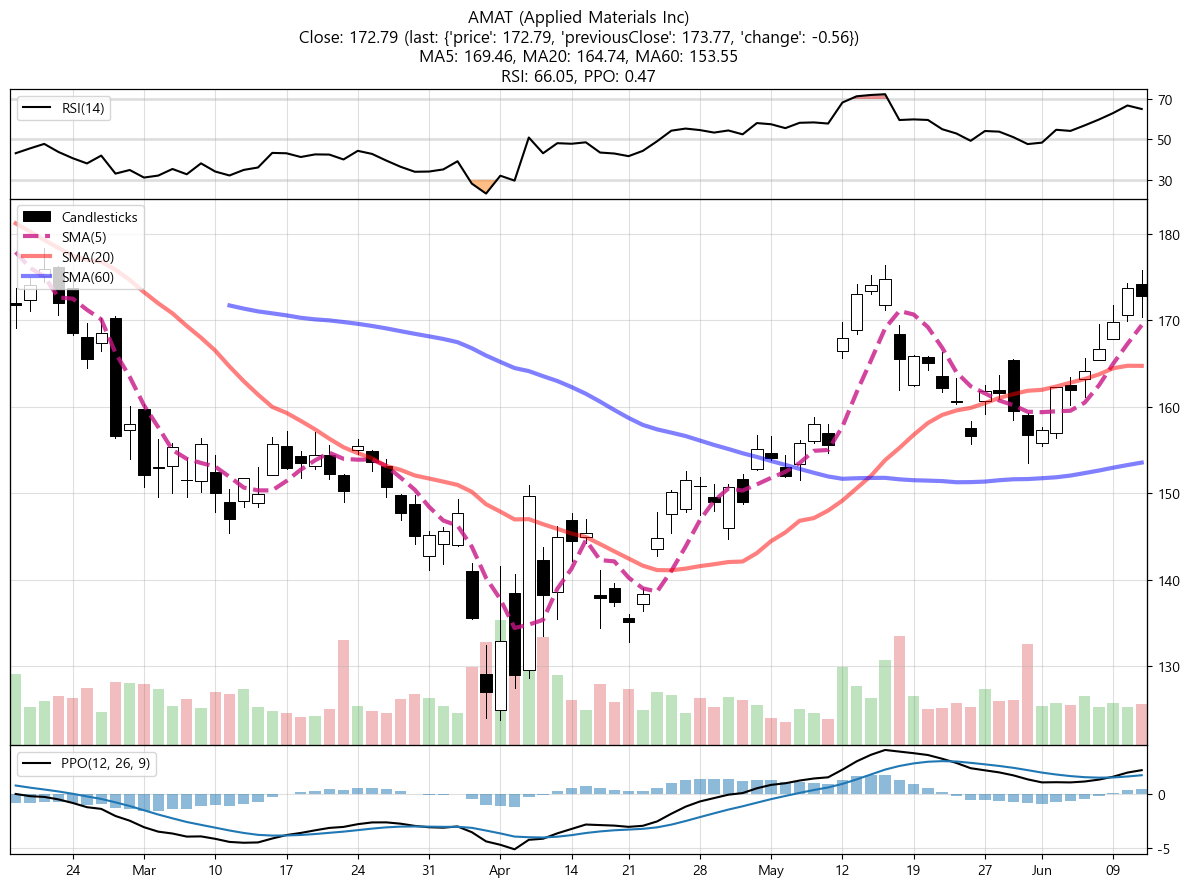 AMAT (Applied Materials Inc)
Close: 172.79 (last: {'price': 172.79, 'previousClose': 173.77, 'change': -0.56})
MA5: 169.46, MA20: 164.74, MA60: 153.55
RSI: 66.05, PPO: 0.47
RSI(14)
70
50
30
Candlesticks
SMA(5)
SMA(20)
SMA(60)
180
170
160
150
140
130
PPO(12, 26, 9)
0
-5
24 Mar 10 17 24 31 Apr 14 21 28 May 12 19 27 Jun 09